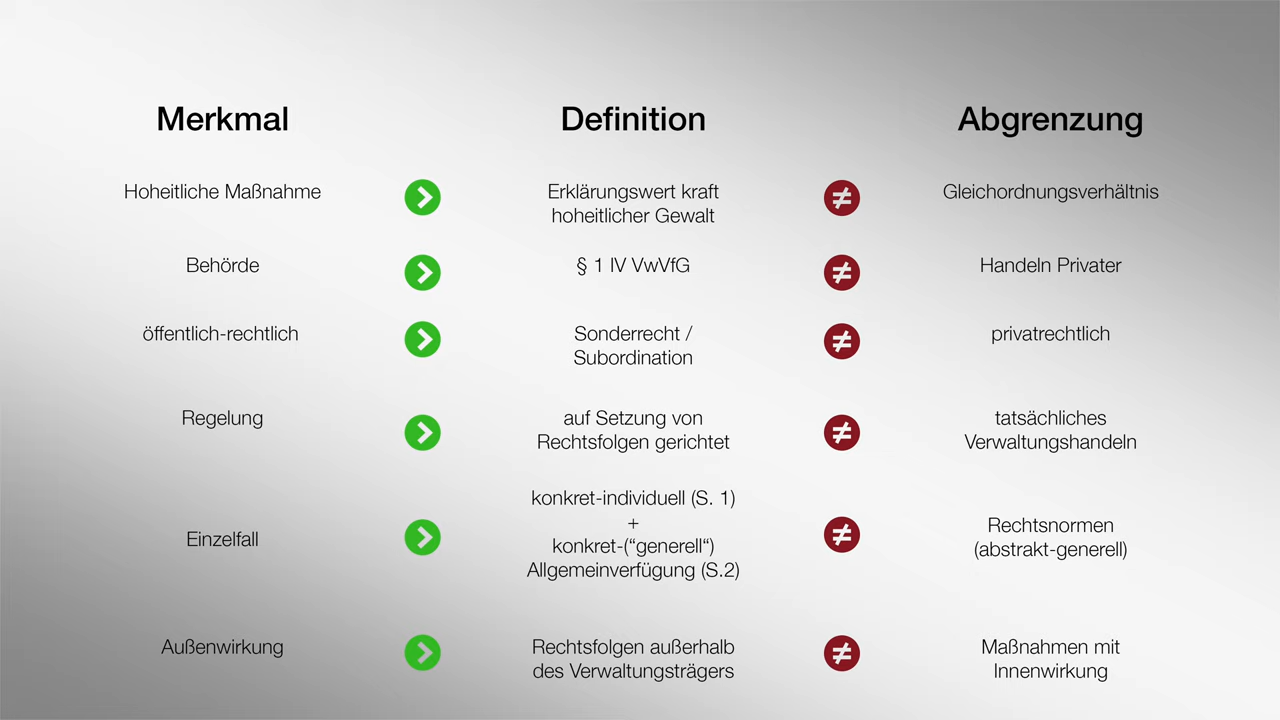 Merkmal
Definition
Abgrenzung
Hoheitliche Maßnahme
Erklärungswert kraft
hoheitlicher Gewalt
≠
Gleichordnungsverhältnis
Behörde
§ 1 IV VwVfG
≠
Handeln Privater
öffentlich-rechtlich
Sonderrecht /
Subordination
≠
privatrechtlich
Regelung
auf Setzung von
Rechtsfolgen gerichtet
≠
tatsächliches
Verwaltungshandeln
Einzelfall
konkret-individuell (S. 1)
+
konkret-(“generell“)
Allgemeinverfügung (S.2)
≠
Rechtsnormen
(abstrakt-generell)
Außenwirkung
Rechtsfolgen außerhalb
des Verwaltungsträgers
≠
Maßnahmen mit
Innenwirkung